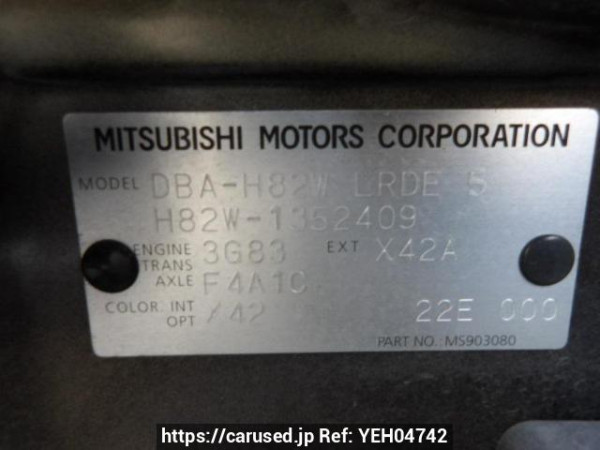 MITSUBISHI MOTORS CORPORATION
MODEL DBA-H82W LRDE 5
H82W-1352409
ENGINE 3G83 EXT X42A
TRANS
AXLE F4A1C
COLOR INT /42 22E 000
OPT
PART NO.: MS903080
https://carused.jp Ref: YEH04742